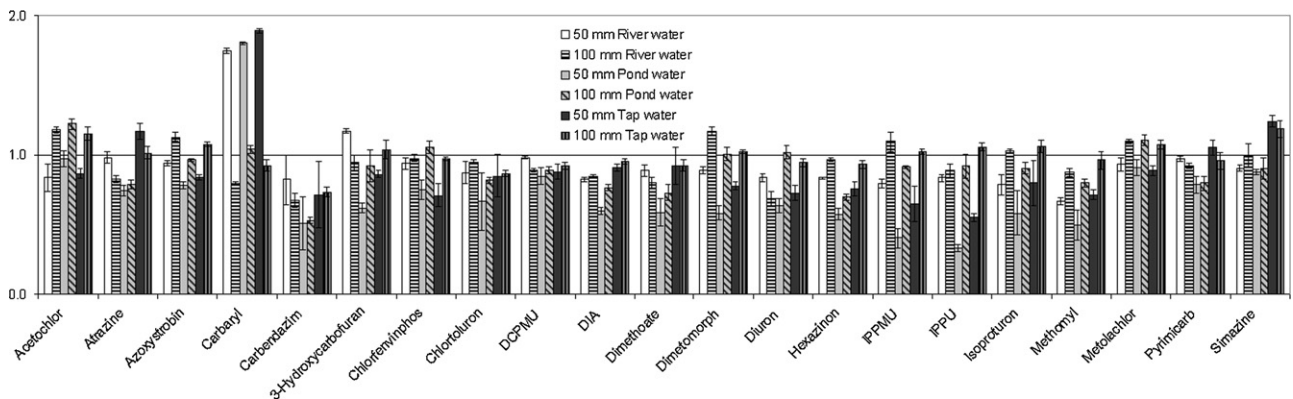 2.0
1.0
0.0
50 mm River water
100 mm River water
50 mm Pond water
100 mm Pond water
50 mm Tap water
100 mm Tap water
Acetochlor
Atrazine
Azoxystrobin
Carbaryl
Carbendazim
3-Hydroxycarbofuran
Chlorfenvinphos
Chlortoluron
DCPMU
DIA
Dimethoate
Dimetomorph
Diuron
Hexazinon
IPPMU
IPPU
Isoproturon
Methomyl
Metolachlor
Pyrimicarb
Simazine